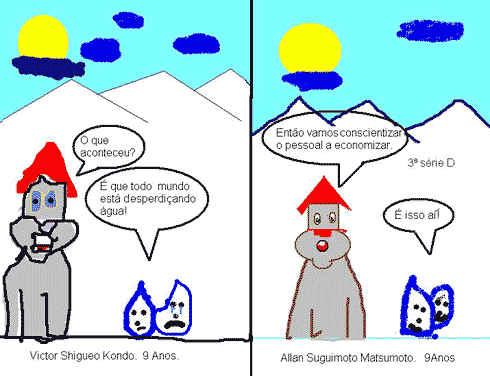 O que
aconteceu?
É que todo mundo
está desperdiçando
água!
Victor Shigueo Kondo. 9 Anos.
Então vamos conscientizar
o pessoal a economizar.
3ª série D
É isso aí!
Allan Suguimoto Matsumoto. 9Anos